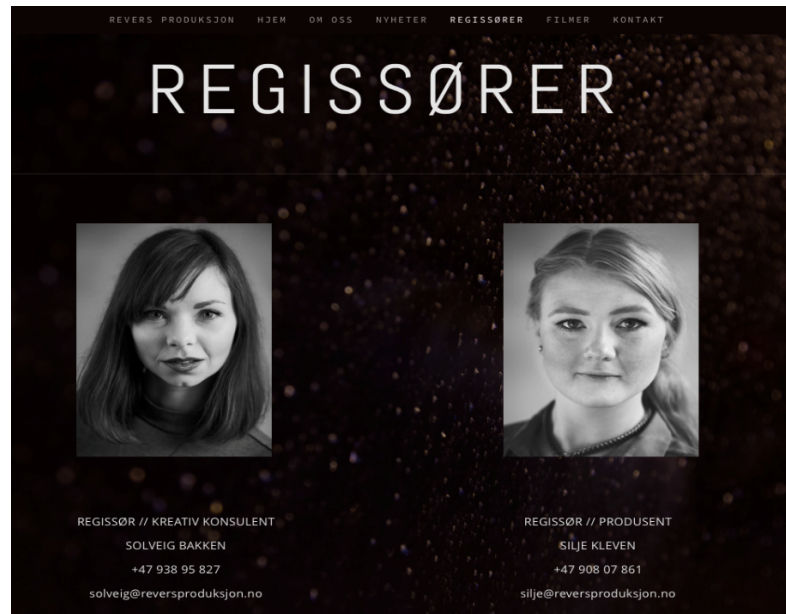 REVERS PRODUKSJON HJEM OM OSS NYHETER REGISSØRER FILMER KONTAKT
REGISSØRER
REGISSØR // KREATIV KONSULENT
SOLVEIG BAKKEN
+47 938 95 827
solveig@reversproduksjon.no
REGISSØR // PRODUSENT
SILJE KLEVEN
+47 908 07 861
silje@reversproduksjon.no